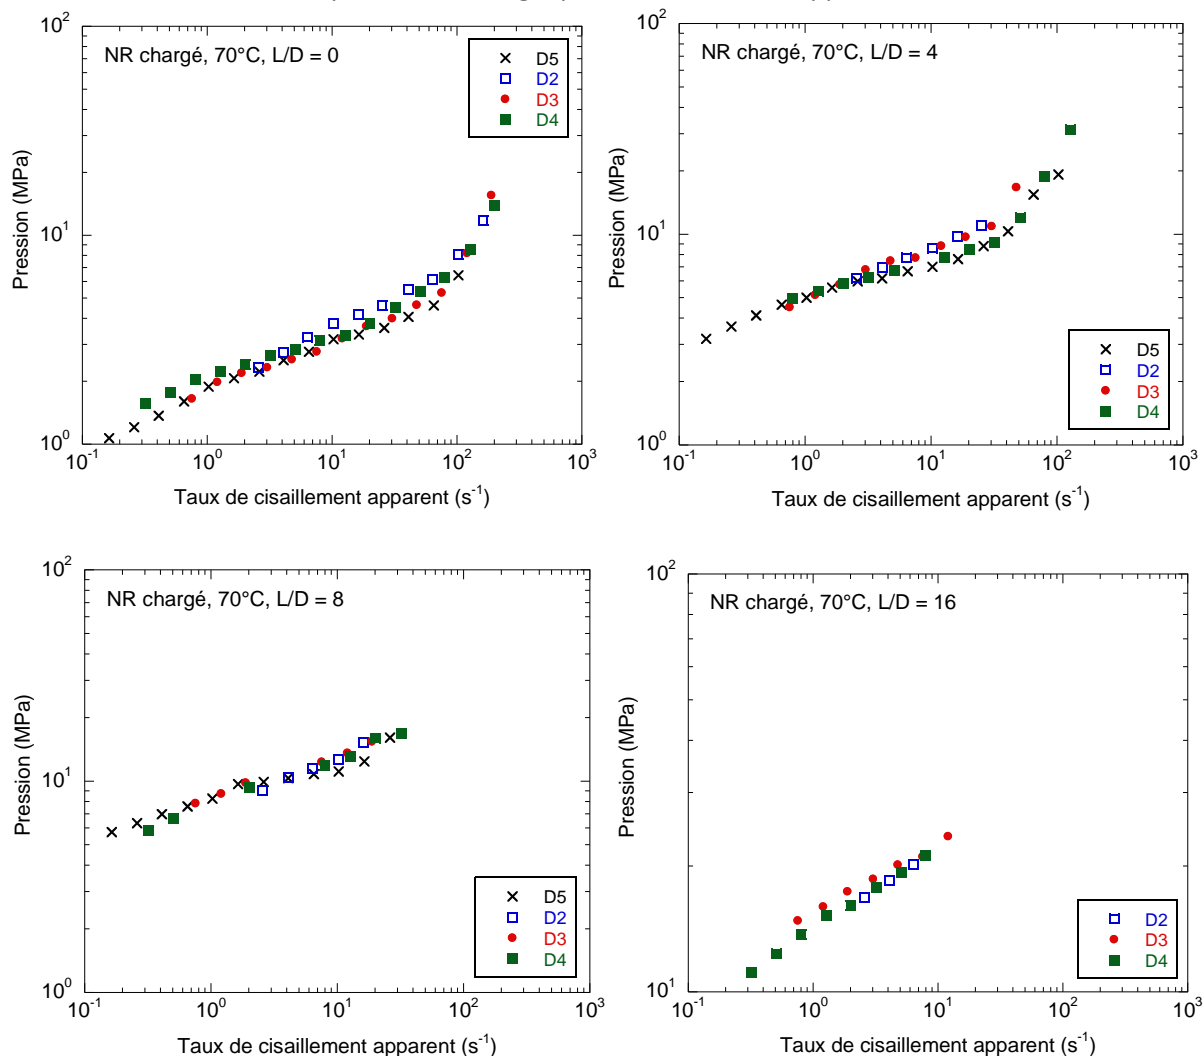 NR chargé, 70°C, L/D = 0
D5
D2
D3
D4
Pression (MPa)
10²
10¹
10⁰
10⁻¹ 10⁰ 10¹ 10² 10³
Taux de cisaillement apparent (s⁻¹)
NR chargé, 70°C, L/D = 4
D5
D2
D3
D4
Pression (MPa)
10²
10¹
10⁰
10⁻¹ 10⁰ 10¹ 10² 10³
Taux de cisaillement apparent (s⁻¹)
NR chargé, 70°C, L/D = 8
D5
D2
D3
D4
Pression (MPa)
10²
10¹
10⁰
10⁻¹ 10⁰ 10¹ 10² 10³
Taux de cisaillement apparent (s⁻¹)
NR chargé, 70°C, L/D = 16
D2
D3
D4
Pression (MPa)
10²
10¹
10⁻¹ 10⁰ 10¹ 10² 10³
Taux de cisaillement apparent (s⁻¹)